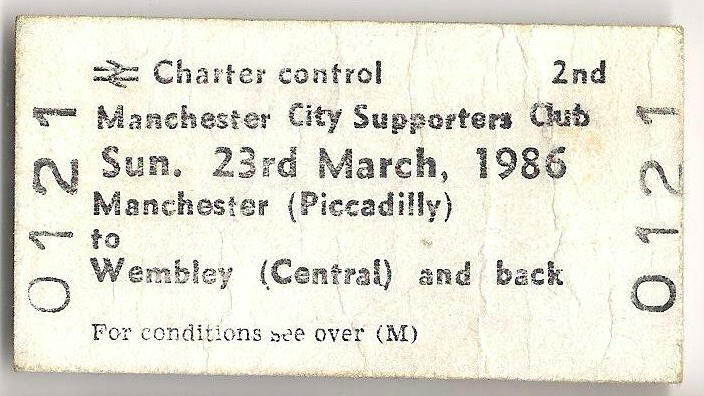 Charter control 2nd
Manchester City Supporters Club
Sun. 23rd March, 1986
Manchester (Piccadilly)
to
Wembley (Central) and back
For conditions see over (M)
0121
0121